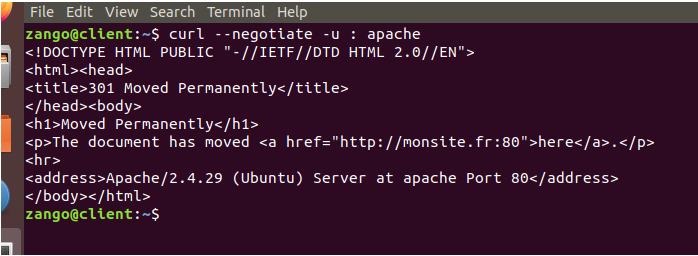 File Edit View Search Terminal Help
zango@client:~$ curl --negotiate -u : apache
<!DOCTYPE HTML PUBLIC "-//IETF//DTD HTML 2.0//EN">
<html><head>
<title>301 Moved Permanently</title>
</head><body>
<h1>Moved Permanently</h1>
<p>The document has moved <a href="http://monsite.fr:80">here</a>.</p>
<hr>
<address>Apache/2.4.29 (Ubuntu) Server at apache Port 80</address>
</body></html>
zango@client:~$